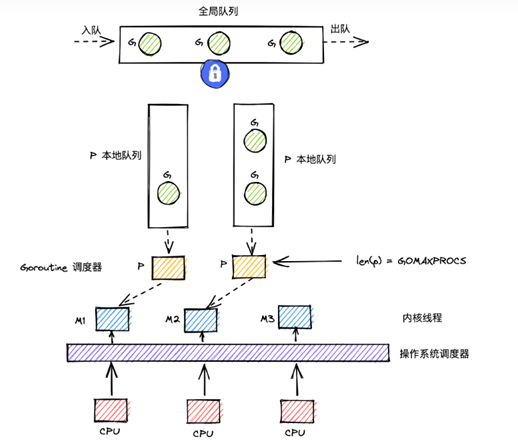 全局队列
入队
出队
G
G
G
P 本地队列
G
G
G
P 本地队列
Goroutine 调度器
P
P
len(p) = GOMAXPROCS
M1
M2
M3
内核线程
操作系统调度器
CPU
CPU
CPU